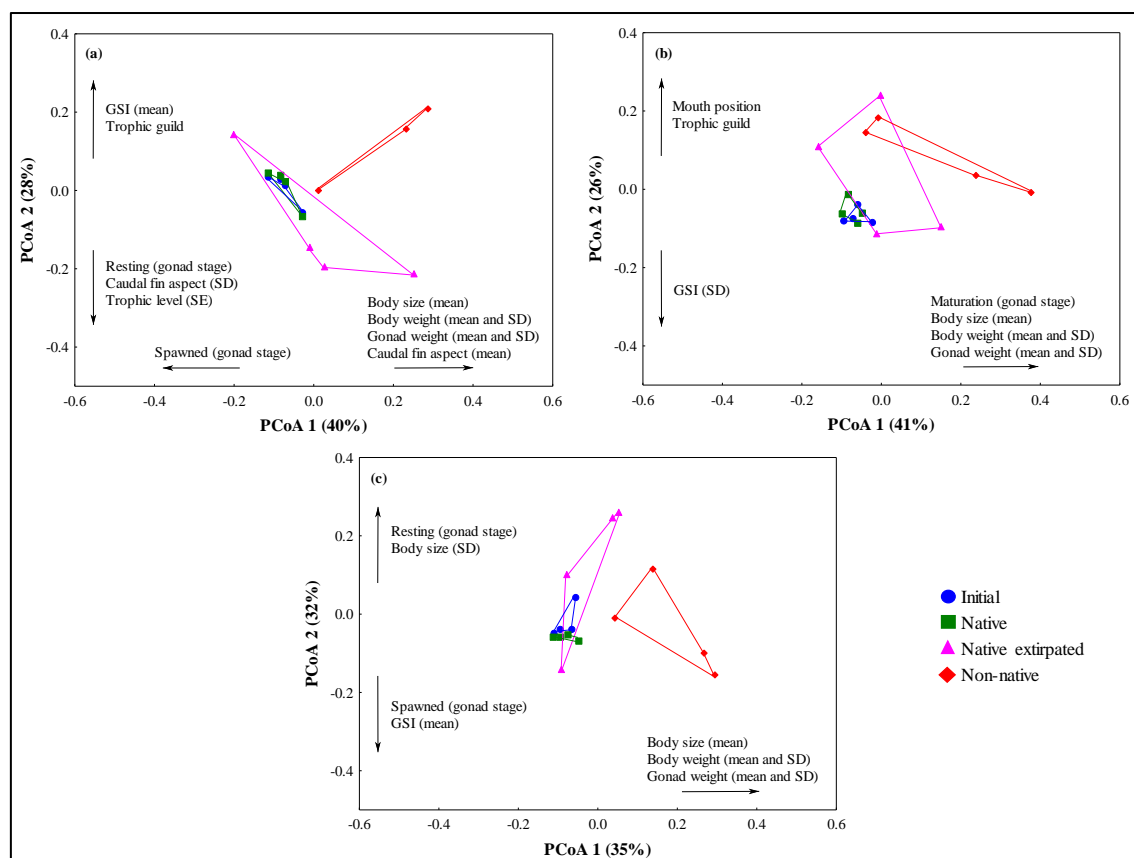 (a)
0.4
0.2
0.0
-0.2
-0.4
PCoA 2 (28%)
GSI (mean)
Trophic guild
Resting (gonad stage)
Caudal fin aspect (SD)
Trophic level (SE)
Spawned (gonad stage)
Body size (mean)
Body weight (mean and SD)
Gonad weight (mean and SD)
Caudal fin aspect (mean)
-0.6 -0.4 -0.2 0.0 0.2 0.4 0.6
PCoA 1 (40%)
(b)
0.4
0.2
0.0
-0.2
-0.4
PCoA 2 (26%)
Mouth position
Trophic guild
GSI (SD)
Maturation (gonad stage)
Body size (mean)
Body weight (mean and SD)
Gonad weight (mean and SD)
-0.6 -0.4 -0.2 0.0 0.2 0.4 0.6
PCoA 1 (41%)
(c)
0.4
0.2
0.0
-0.2
-0.4
PCoA 2 (32%)
Resting (gonad stage)
Body size (SD)
Spawned (gonad stage)
GSI (mean)
Body size (mean)
Body weight (mean and SD)
Gonad weight (mean and SD)
-0.6 -0.4 -0.2 0.0 0.2 0.4 0.6
PCoA 1 (35%)
Initial
Native
Native extirpated
Non-native